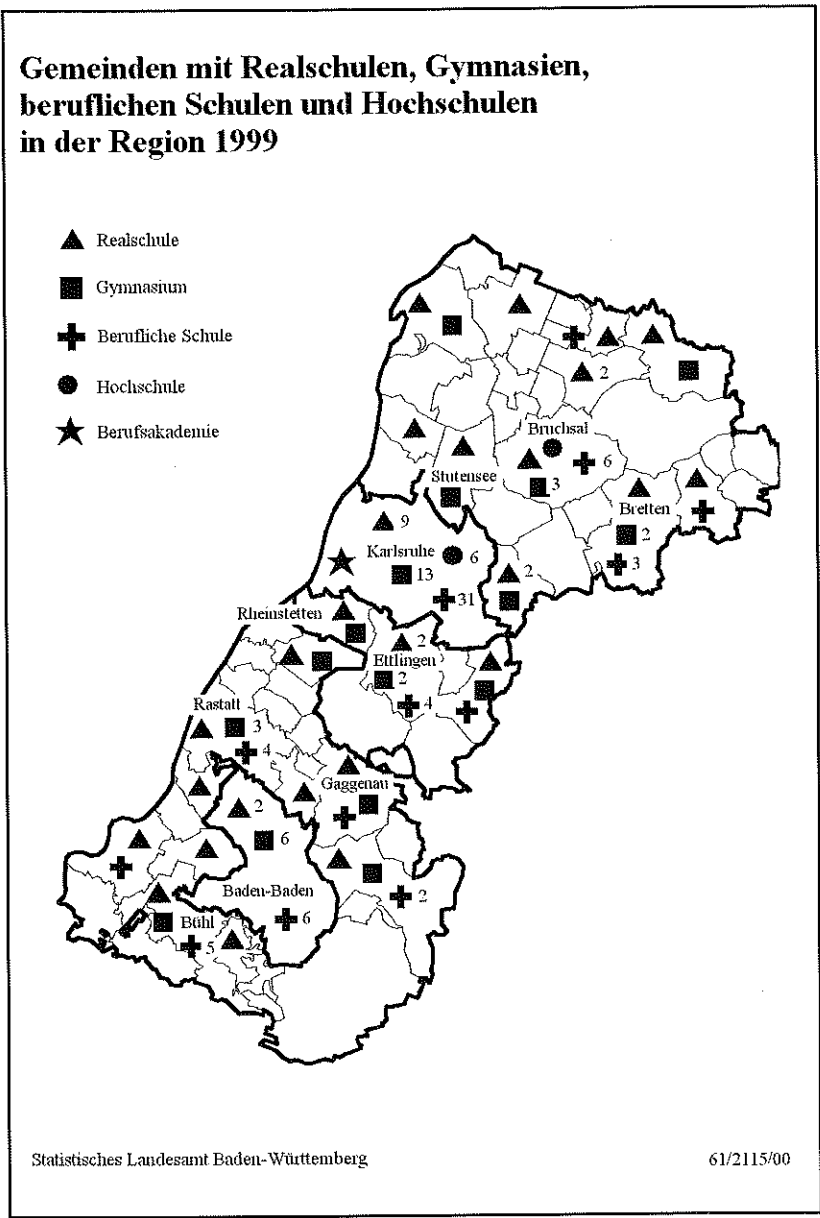 Gemeinden mit Realschulen, Gymnasien,
beruflichen Schulen und Hochschulen
in der Region 1999
Realschule
Gymnasium
Berufliche Schule
Hochschule
Berufsakademie
2
Bruchsal
6
3
Stutensee
Bretten
2
3
9
Karlsruhe
6
13
31
2
Rheinstetten
2
Ettlingen
2
4
Rastatt
3
4
Gaggenau
2
6
Baden-Baden
6
2
Bühl
5
Statistisches Landesamt Baden-Württemberg
61/2115/00